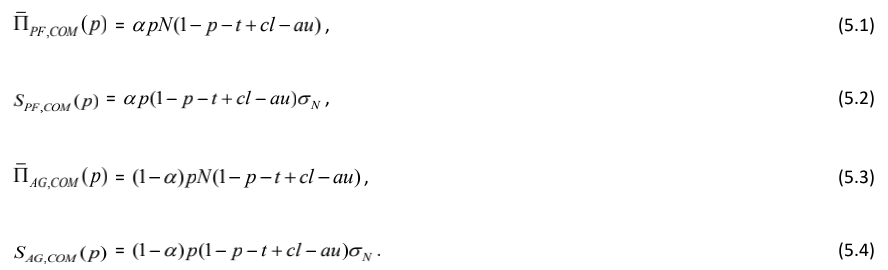 Π̄_{PF,COM}(p) = αpN(1−p−t+cl−au), (5.1)
S_{PF,COM}(p) = αp(1−p−t+cl−au)σ_N, (5.2)
Π̄_{AG,COM}(p) = (1−α)pN(1−p−t+cl−au), (5.3)
S_{AG,COM}(p) = (1−α)p(1−p−t+cl−au)σ_N. (5.4)